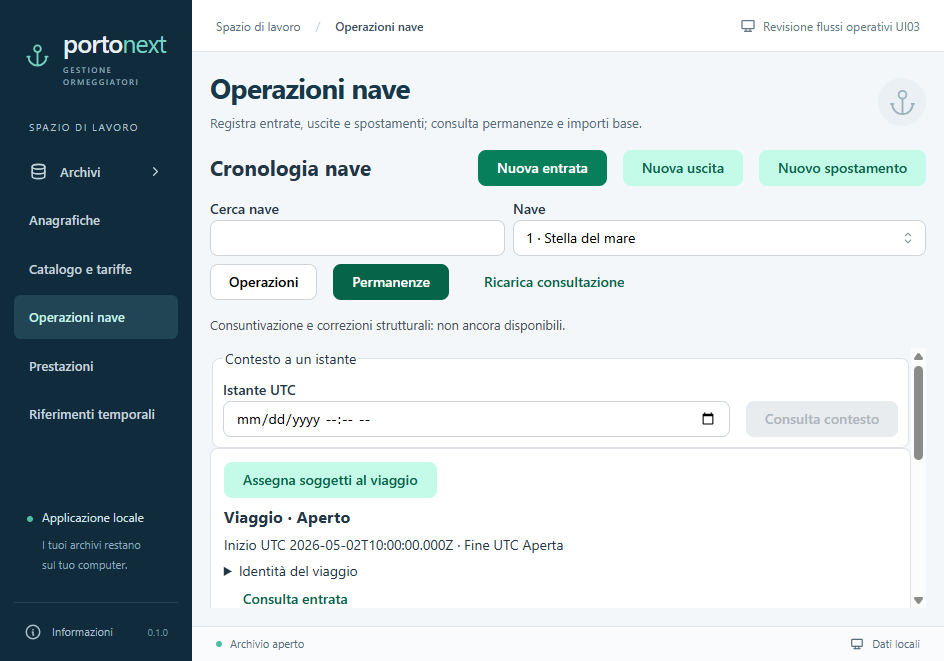 portonext
GESTIONE
ORMEGGIATORI
SPAZIO DI LAVORO
Archivi
Anagrafiche
Catalogo e tariffe
Operazioni nave
Prestazioni
Riferimenti temporali
Applicazione locale
I tuoi archivi restano
sul tuo computer.
Informazioni 0.1.0
Spazio di lavoro / Operazioni nave
Revisione flussi operativi UI03
Operazioni nave
Registra entrate, uscite e spostamenti; consulta permanenze e importi base.
Cronologia nave
Nuova entrata
Nuova uscita
Nuovo spostamento
Cerca nave
Nave
1 · Stella del mare
Operazioni
Permanenze
Ricarica consultazione
Consuntivazione e correzioni strutturali: non ancora disponibili.
Contesto a un istante
Istante UTC
mm/dd/yyyy --:-- --
Consulta contesto
Assegna soggetti al viaggio
Viaggio · Aperto
Inizio UTC 2026-05-02T10:00:00.000Z · Fine UTC Aperta
Identità del viaggio
Consulta entrata
Archivio aperto
Dati locali